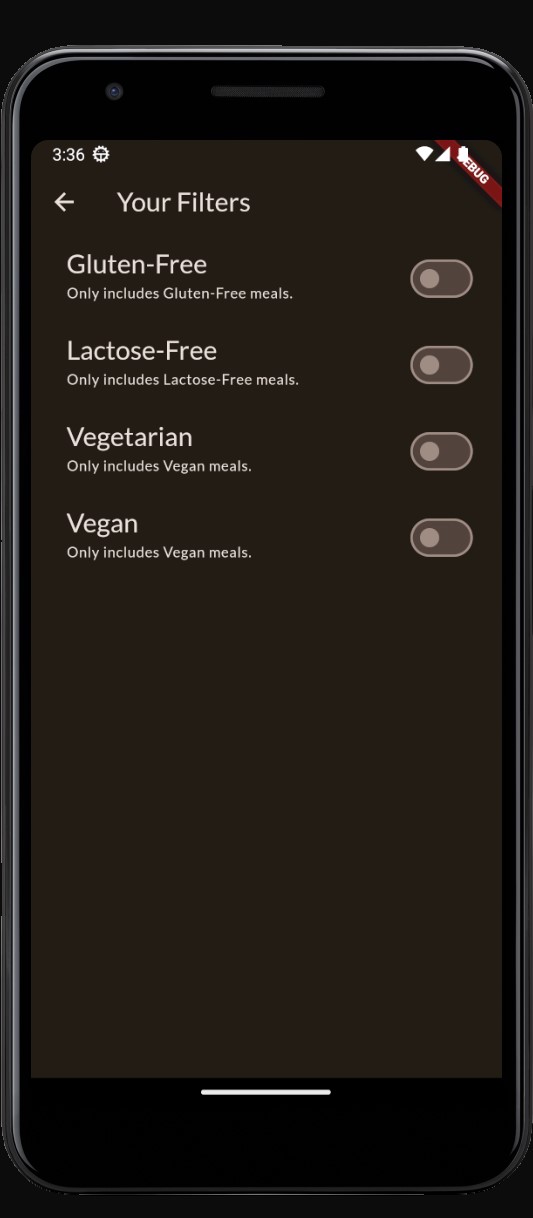 3:36
Your Filters
Gluten-Free
Only includes Gluten-Free meals.
Lactose-Free
Only includes Lactose-Free meals.
Vegetarian
Only includes Vegan meals.
Vegan
Only includes Vegan meals.